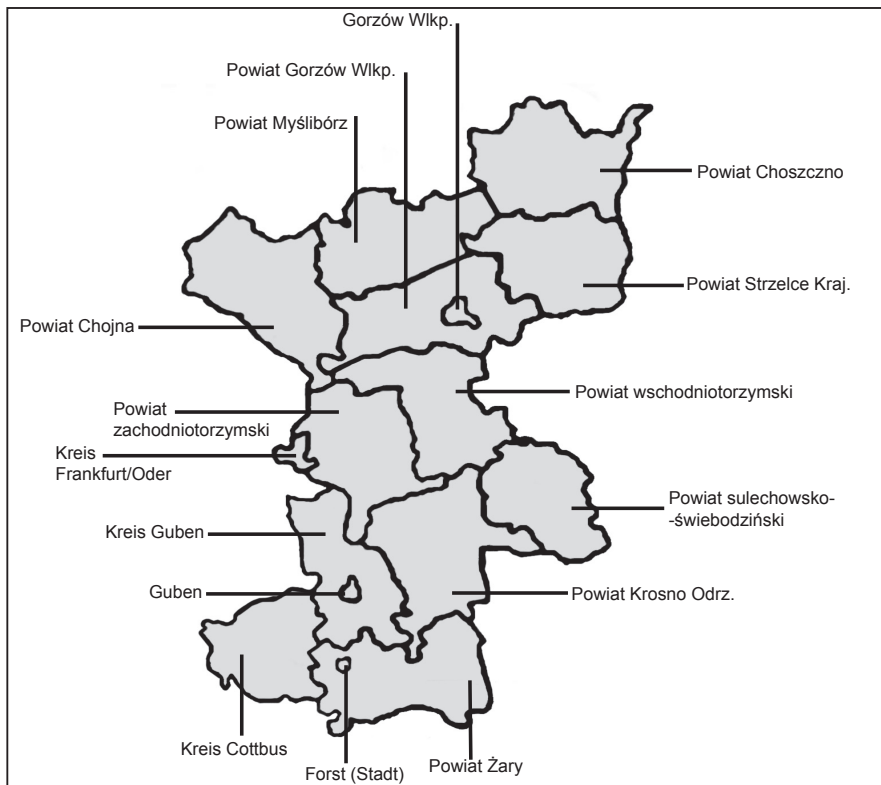 Gorzów Wlkp.
Powiat Gorzów Wlkp.
Powiat Myślibórz
Powiat Choszczno
Powiat Strzelce Kraj.
Powiat Chojna
Powiat wschodniotorzymski
Powiat
zachodniotorzymski
Kreis
Frankfurt/Oder
Powiat sulechowsko-
-świebodziński
Kreis Guben
Guben
Powiat Krosno Odrz.
Kreis Cottbus
Forst (Stadt)
Powiat Żary